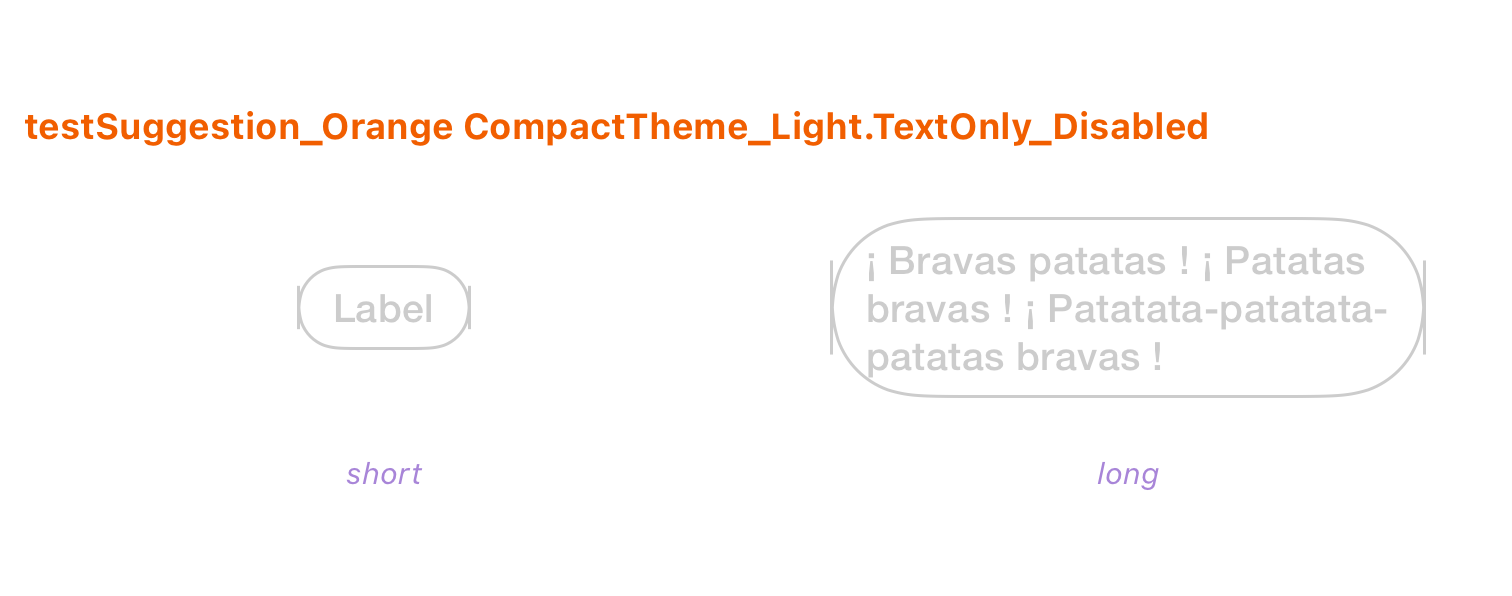 testSuggestion_Orange CompactTheme_Light.TextOnly_Disabled
Label
¡ Bravas patatas ! ¡ Patatas
bravas ! ¡ Patatata-patatata-
patatas bravas !
short
long